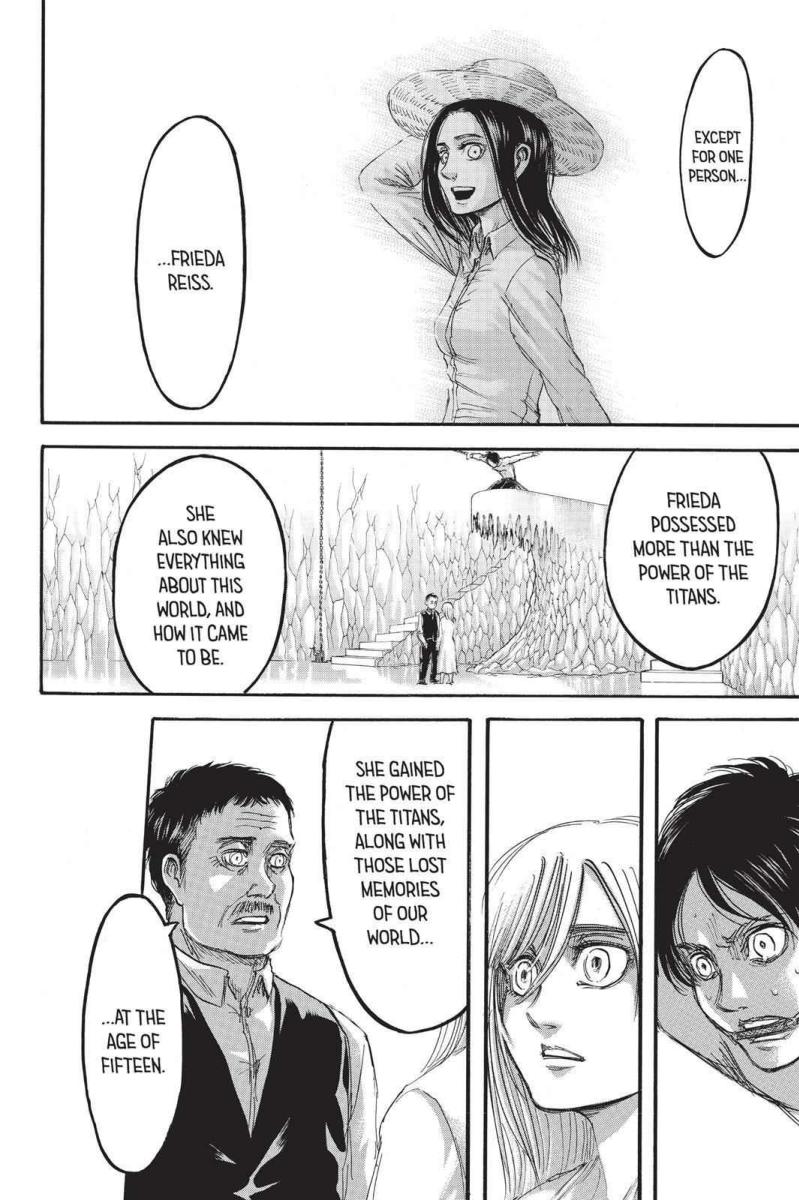 EXCEPT
FOR ONE
PERSON...
...FRIEDA
REISS.
FRIEDA
POSSESSED
MORE THAN THE
POWER OF THE
TITANS.
SHE
ALSO KNEW
EVERYTHING
ABOUT THIS
WORLD, AND
HOW IT CAME
TO BE.
SHE GAINED
THE POWER OF
THE TITANS,
ALONG WITH
THOSE LOST
MEMORIES
OF OUR
WORLD...
...AT THE
AGE OF
FIFTEEN.